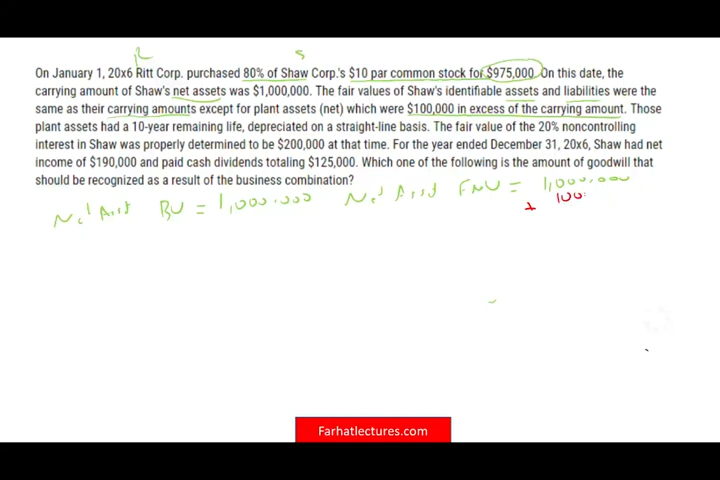 R
S
On January 1, 20x6 Ritt Corp. purchased 80% of Shaw Corp.'s $10 par common stock for $975,000. On this date, the
carrying amount of Shaw's net assets was $1,000,000. The fair values of Shaw's identifiable assets and liabilities were the
same as their carrying amounts except for plant assets (net) which were $100,000 in excess of the carrying amount. Those
plant assets had a 10-year remaining life, depreciated on a straight-line basis. The fair value of the 20% noncontrolling
interest in Shaw was properly determined to be $200,000 at that time. For the year ended December 31, 20x6, Shaw had net
income of $190,000 and paid cash dividends totaling $125,000. Which one of the following is the amount of goodwill that
should be recognized as a result of the business combination?
Net Asset BV = 1,000.000 Net Asset FMV = 1,000.000
+ 100
Farhatlectures.com